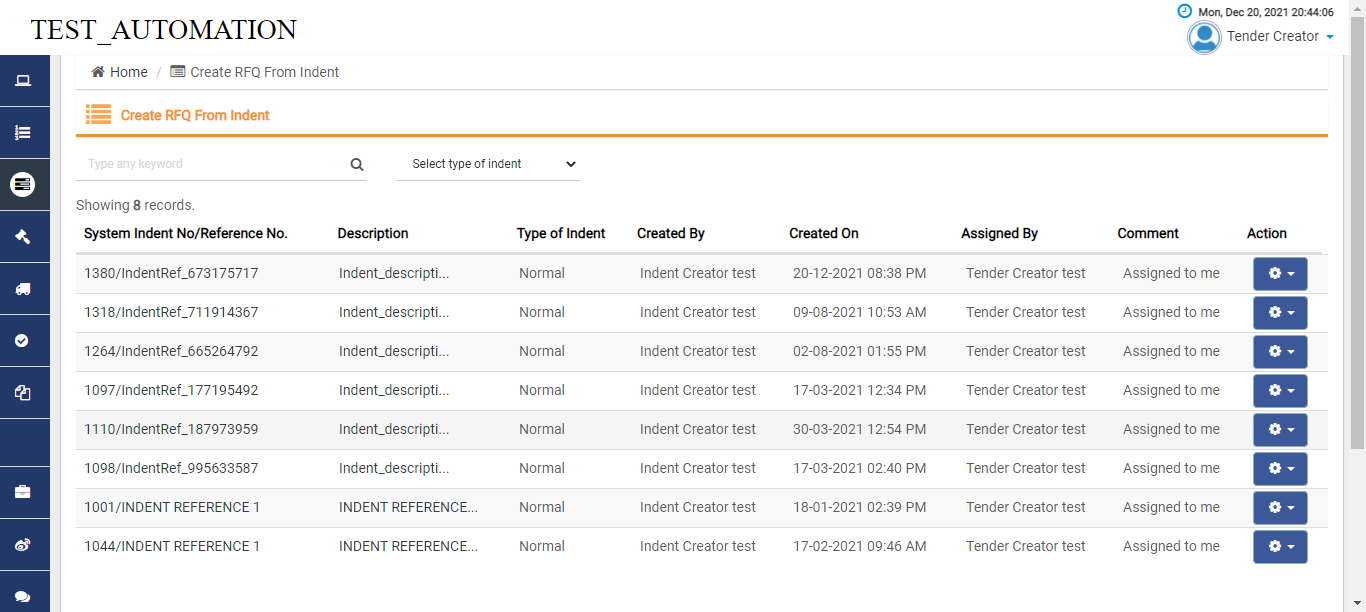 Mon, Dec 20, 2021 20:44:06
TEST_AUTOMATION
Tender Creator
Home / Create RFQ From Indent
Create RFQ From Indent
Type any keyword Select type of indent
Showing 8 records.
System Indent No/Reference No. Description Type of Indent Created By Created On Assigned By Comment Action
1380/IndentRef_673175717 Indent_descripti... Normal Indent Creator test 20-12-2021 08:38 PM Tender Creator test Assigned to me
1318/IndentRef_711914367 Indent_descripti... Normal Indent Creator test 09-08-2021 10:53 AM Tender Creator test Assigned to me
1264/IndentRef_665264792 Indent_descripti... Normal Indent Creator test 02-08-2021 01:55 PM Tender Creator test Assigned to me
1097/IndentRef_177195492 Indent_descripti... Normal Indent Creator test 17-03-2021 12:34 PM Tender Creator test Assigned to me
1110/IndentRef_187973959 Indent_descripti... Normal Indent Creator test 30-03-2021 12:54 PM Tender Creator test Assigned to me
1098/IndentRef_995633587 Indent_descripti... Normal Indent Creator test 17-03-2021 02:40 PM Tender Creator test Assigned to me
1001/INDENT REFERENCE 1 INDENT REFERENCE... Normal Indent Creator test 18-01-2021 02:39 PM Tender Creator test Assigned to me
1044/INDENT REFERENCE 1 INDENT REFERENCE... Normal Indent Creator test 17-02-2021 09:46 AM Tender Creator test Assigned to me